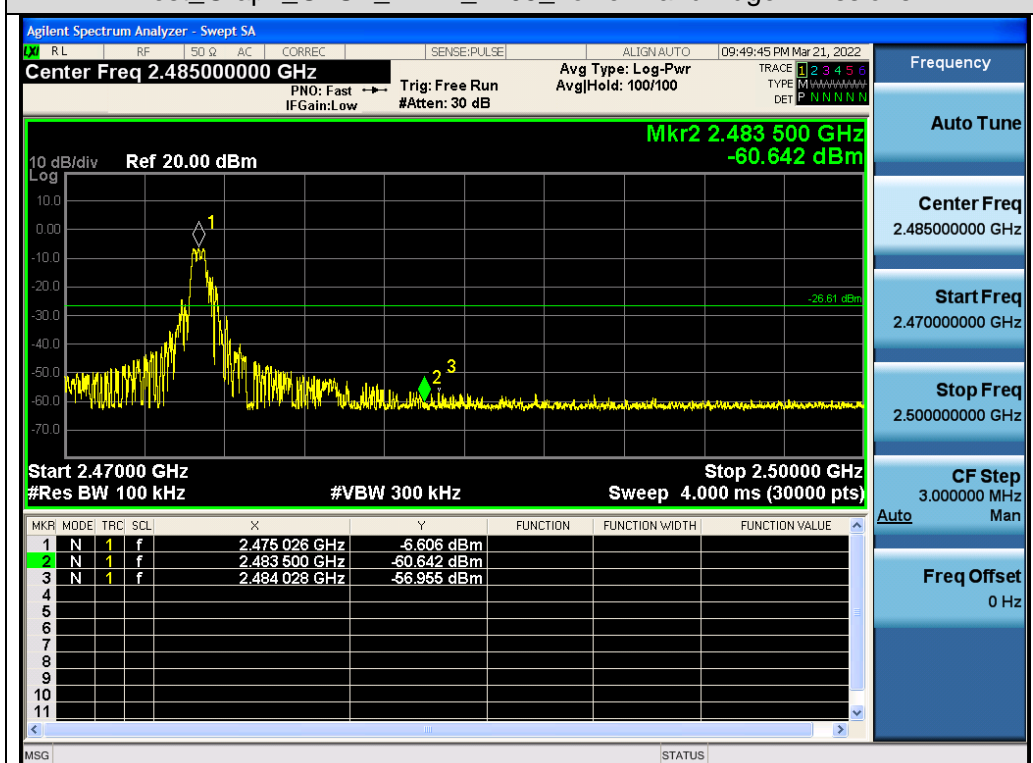 Agilent Spectrum Analyzer - Swept SA
LXI RL RF 50 Ω AC CORREC SENSE:PULSE ALIGN AUTO 09:49:45 PM Mar 21, 2022
Center Freq 2.485000000 GHz
PNO: Fast
IFGain:Low
Trig: Free Run
#Atten: 30 dB
Avg Type: Log-Pwr
Avg|Hold: 100/100
TRACE 1 2 3 4 5 6
TYPE M
DET P N N N N N
Mkr2 2.483 500 GHz
-60.642 dBm
10 dB/div Ref 20.00 dBm
Log
10.0
0.00
-10.0
-20.0
-30.0
-40.0
-50.0
-60.0
-70.0
1
2
3
-26.61 dBm
Start 2.47000 GHz Stop 2.50000 GHz
#Res BW 100 kHz #VBW 300 kHz Sweep 4.000 ms (30000 pts)
MKR MODE TRC SCL X Y FUNCTION FUNCTION WIDTH FUNCTION VALUE
1 N 1 f 2.475 026 GHz -6.606 dBm
2 N 1 f 2.483 500 GHz -60.642 dBm
3 N 1 f 2.484 028 GHz -56.955 dBm
4
5
6
7
8
9
10
11
MSG STATUS
Frequency
Auto Tune
Center Freq
2.485000000 GHz
Start Freq
2.470000000 GHz
Stop Freq
2.500000000 GHz
CF Step
3.000000 MHz
Auto Man
Freq Offset
0 Hz